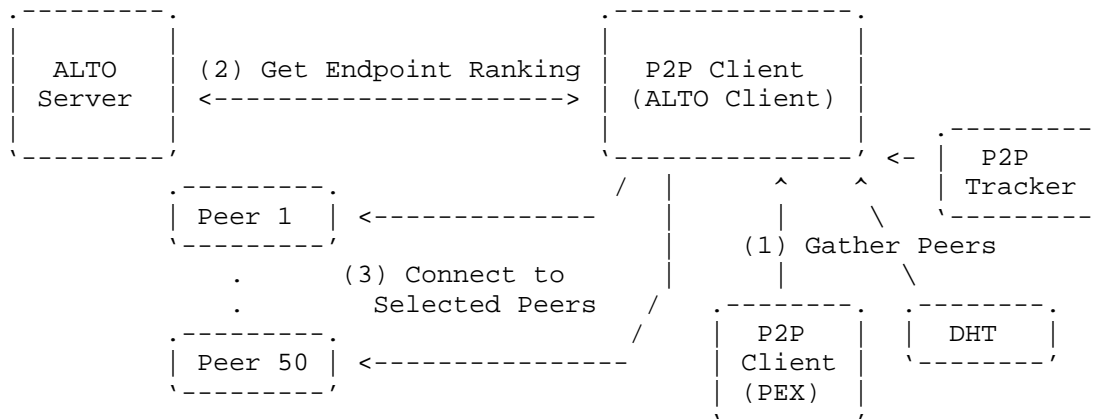 ALTO (2) Get Endpoint Ranking P2P Client
Server (ALTO Client)
P2P
Tracker
Peer 1
(1) Gather Peers
(3) Connect to
Selected Peers
P2P DHT
Peer 50 Client
(PEX)